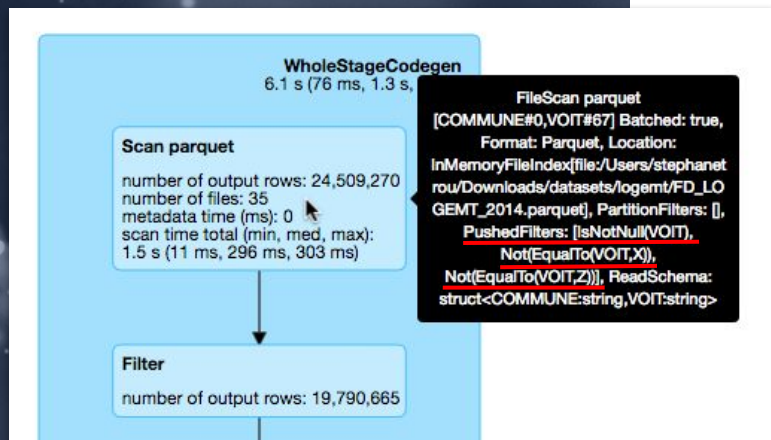 WholeStageCodegen
6.1 s (76 ms, 1.3 s,
Scan parquet
number of output rows: 24,509,270
number of files: 35
metadata time (ms): 0
scan time total (min, med, max):
1.5 s (11 ms, 296 ms, 303 ms)
Filter
number of output rows: 19,790,665
FileScan parquet
[COMMUNE#0,VOIT#67] Batched: true,
Format: Parquet, Location:
InMemoryFileIndex[file:/Users/stephanet
rou/Downloads/datasets/logemt/FD_LO
GEMT_2014.parquet], PartitionFilters: [],
PushedFilters: [IsNotNull(VOIT),
Not(EqualTo(VOIT,X)),
Not(EqualTo(VOIT,Z))], ReadSchema:
struct<COMMUNE:string,VOIT:string>